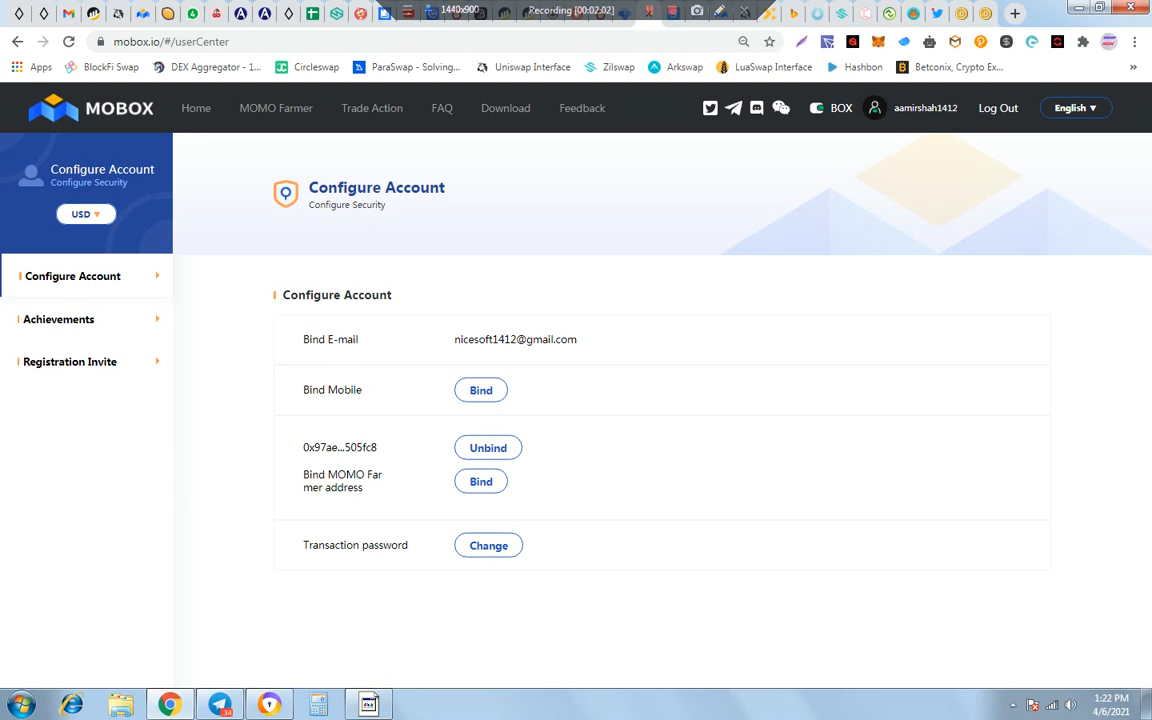 1440x900
Recording [00:02:02]
mobox.io/#/userCenter
Apps
BlockFi Swap
DEX Aggregator - 1...
Circleswap
ParaSwap - Solving...
Uniswap Interface
Zilswap
Arkswap
LuaSwap Interface
Hashbon
Betconix, Crypto Ex...
»
MOBOX
Home
MOMO Farmer
Trade Action
FAQ
Download
Feedback
BOX
aamirshah1412
Log Out
English ▼
Configure Account
Configure Security
USD ▼
Configure Account
Configure Security
Configure Account
Achievements
Registration Invite
Configure Account
Bind E-mail
nicesoft1412@gmail.com
Bind Mobile
Bind
0x97ae...505fc8
Unbind
Bind MOMO Far
mer address
Bind
Transaction password
Change
1:22 PM
4/6/2021